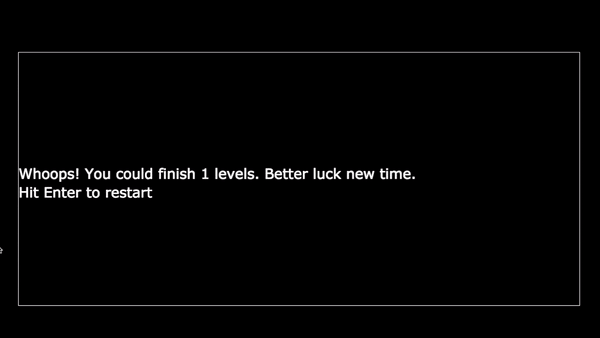 Whoops! You could finish 1 levels. Better luck new time.
Hit Enter to restart